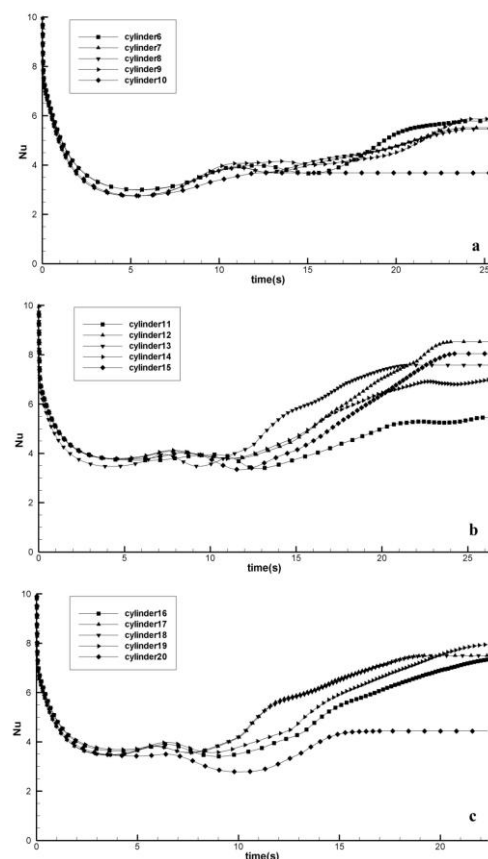 10
8
6
4
2
0
Nu
cylinder6
cylinder7
cylinder8
cylinder9
cylinder10
a
0
5
10
15
20
25
time(s)
10
8
6
4
2
0
Nu
cylinder11
cylinder12
cylinder13
cylinder14
cylinder15
b
0
5
10
15
20
25
time(s)
10
8
6
4
2
0
Nu
cylinder16
cylinder17
cylinder18
cylinder19
cylinder20
c
0
5
10
15
20
time(s)